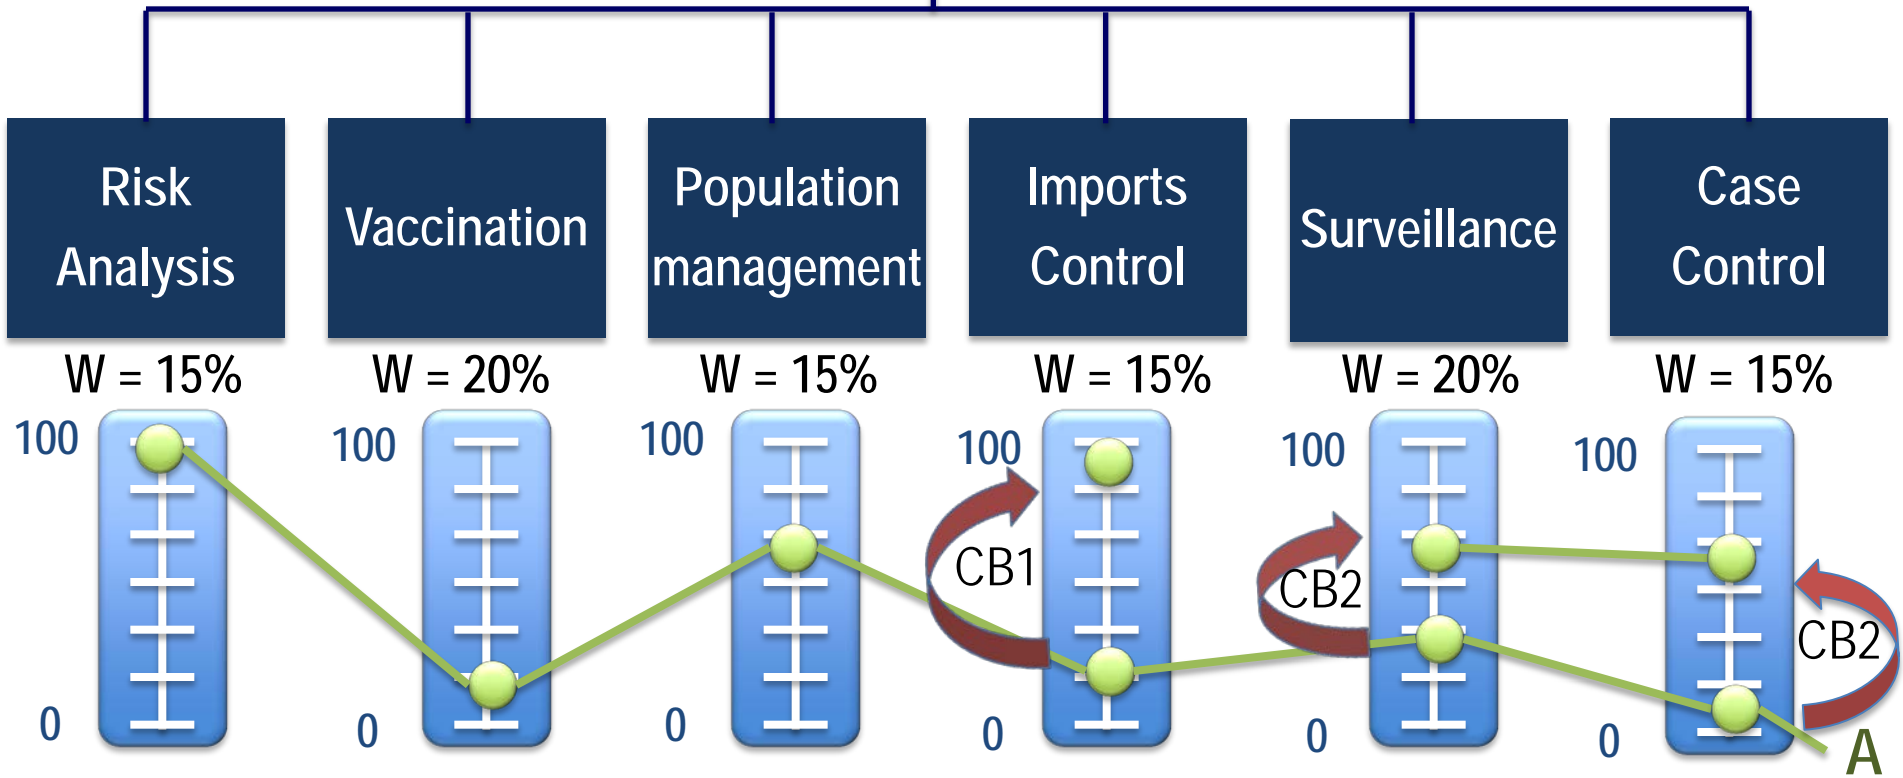 Risk
Analysis
Vaccination
Population
management
Imports
Control
Surveillance
Case
Control
W = 15%
W = 20%
W = 15%
W = 15%
W = 20%
W = 15%
100
100
100
100
100
100
CB1
CB2
CB2
0
0
0
0
0
0
A